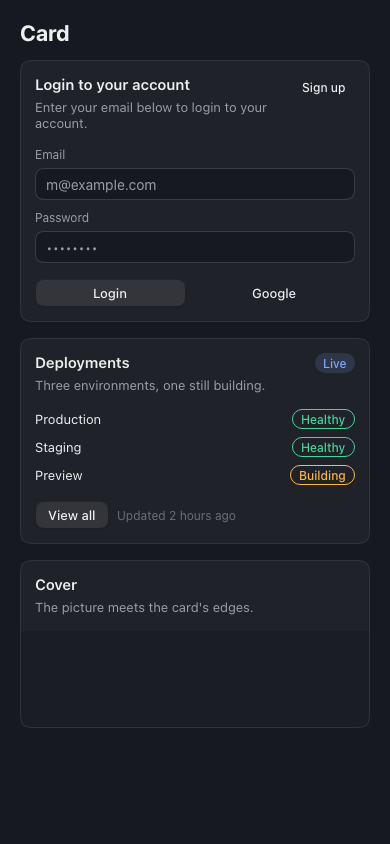 Card
Login to your account
Sign up
Enter your email below to login to your
account.
Email
m@example.com
Password
••••••••
Login
Google
Deployments
Live
Three environments, one still building.
Production
Healthy
Staging
Healthy
Preview
Building
View all
Updated 2 hours ago
Cover
The picture meets the card's edges.